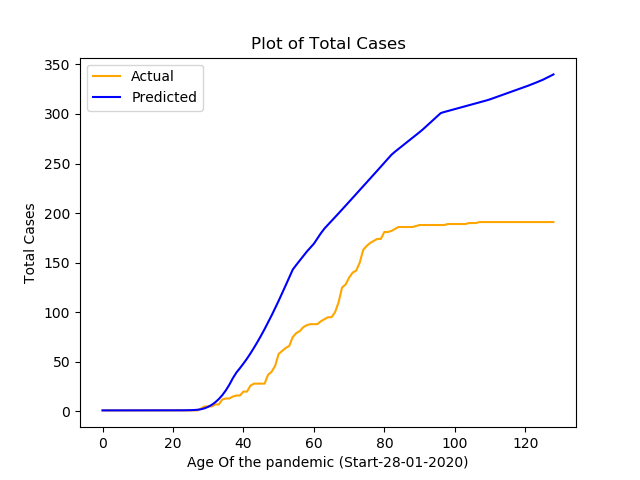 Plot of Total Cases
Actual
Predicted
Total Cases
350
300
250
200
150
100
50
0
0 20 40 60 80 100 120
Age Of the pandemic (Start-28-01-2020)